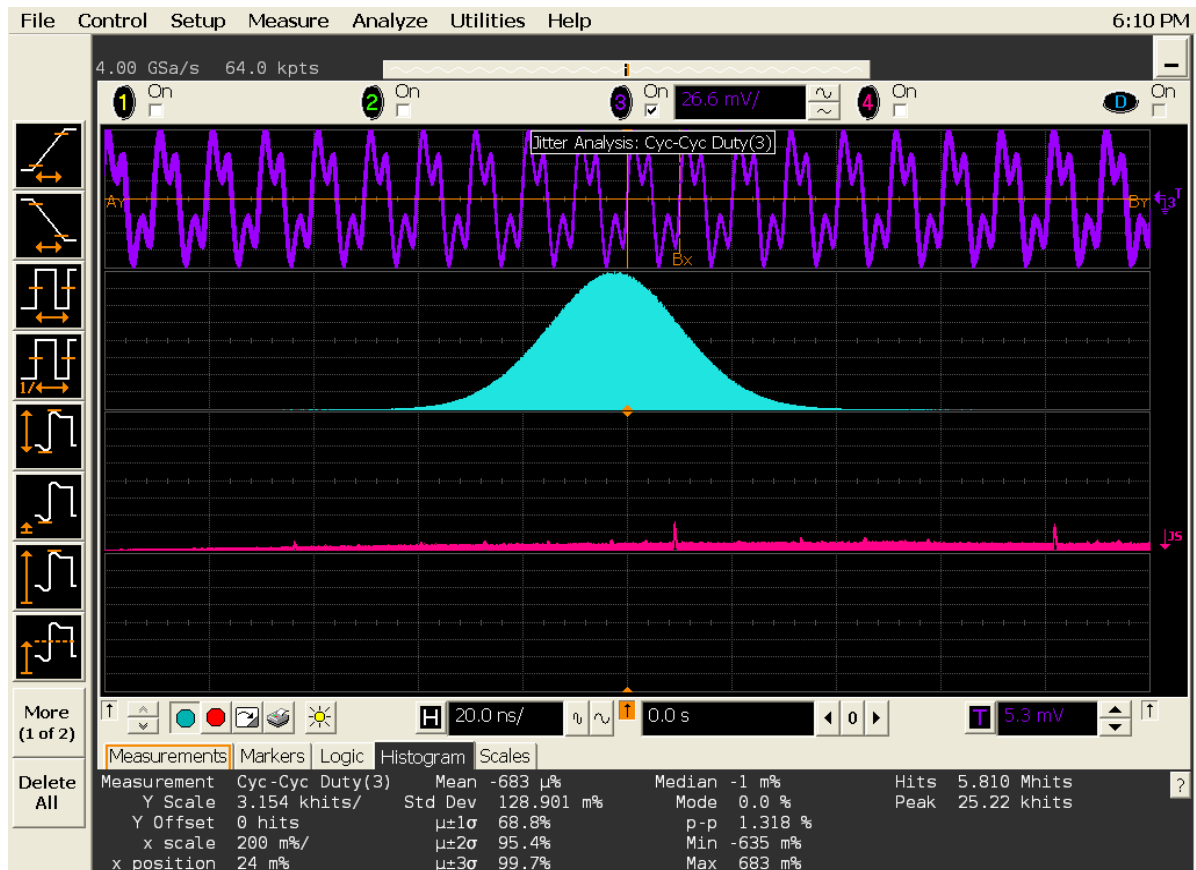 File Control Setup Measure Analyze Utilities Help 6:10 PM
4.00 GSa/s 64.0 kpts
1 On 2 On 3 On 26.6 mV/ 4 On D On
Jitter Analysis: Cyc-Cyc Duty(3)
AY BY 3 T
Bx
1/
JS
More
(1 of 2)
H 20.0 ns/ 0.0 s 0 T 5.3 mV
Measurements Markers Logic Histogram Scales
Delete
All
Measurement Cyc-Cyc Duty(3) Mean -683 µ% Median -1 m% Hits 5.810 Mhits ?
Y Scale 3.154 khits/ Std Dev 128.901 m% Mode 0.0 % Peak 25.22 khits
Y Offset 0 hits µ±1σ 68.8% p-p 1.318 %
x scale 200 m%/ µ±2σ 95.4% Min -635 m%
x position 24 m% µ±3σ 99.7% Max 683 m%